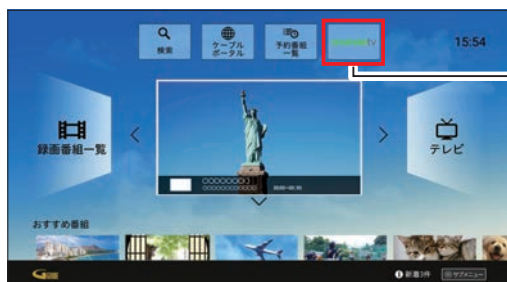 検索
ケーブル
ポータル
予約番組
一覧
tv
15:54
録画番組一覧
テレビ
おすすめ番組
新着3件
サブメニュー